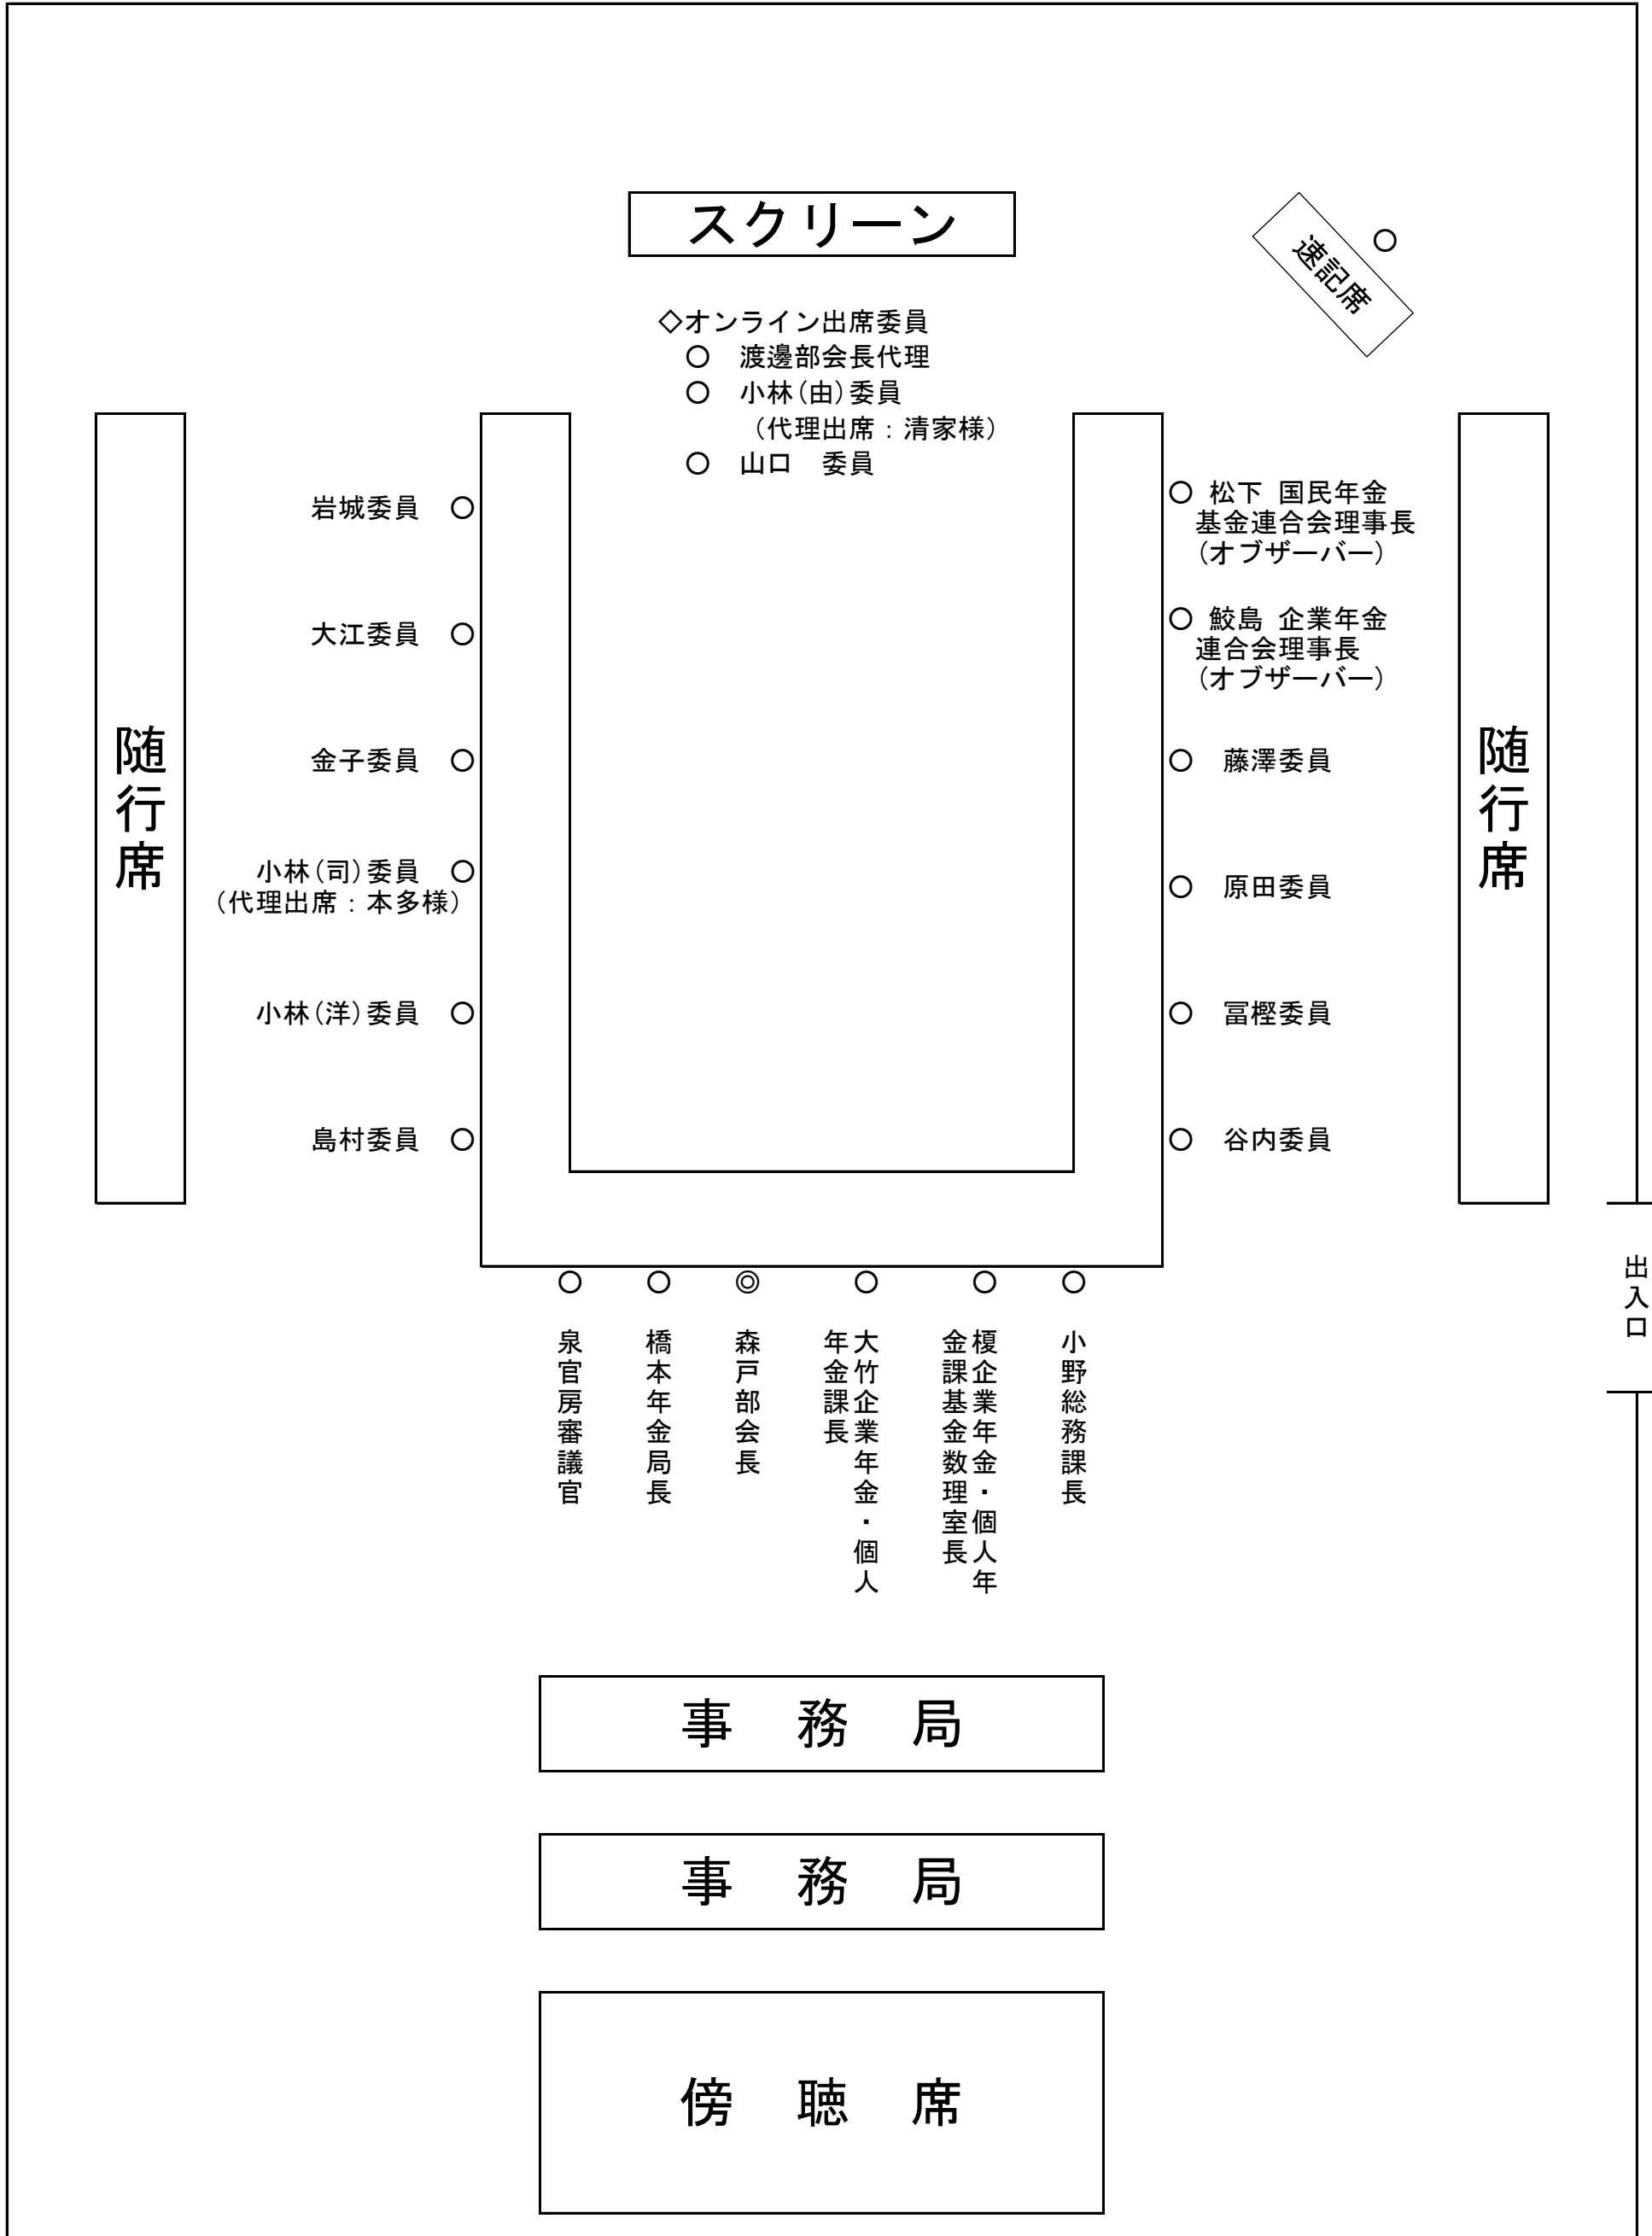 スクリーン
速記席
◇オンライン出席委員
○ 渡邊部会長代理
○ 小林(由)委員
(代理出席:清家様)
○ 山口 委員
岩城委員 ○
大江委員 ○
金子委員 ○
小林(司)委員 ○
(代理出席:本多様)
小林(洋)委員 ○
島村委員 ○
○ 松下 国民年金
基金連合会理事長
(オブザーバー)
○ 鮫島 企業年金
連合会理事長
(オブザーバー)
○ 藤澤委員
○ 原田委員
○ 冨樫委員
○ 谷内委員
随行席
随行席
出入口
○ 泉官房審議官
○ 橋本年金局長
◎ 森戸部会長
○ 大竹企業年金・個人
年金課長
○ 榎企業年金・個人年
金課基金数理室長
○ 小野総務課長
事 務 局
事 務 局
傍 聴 席